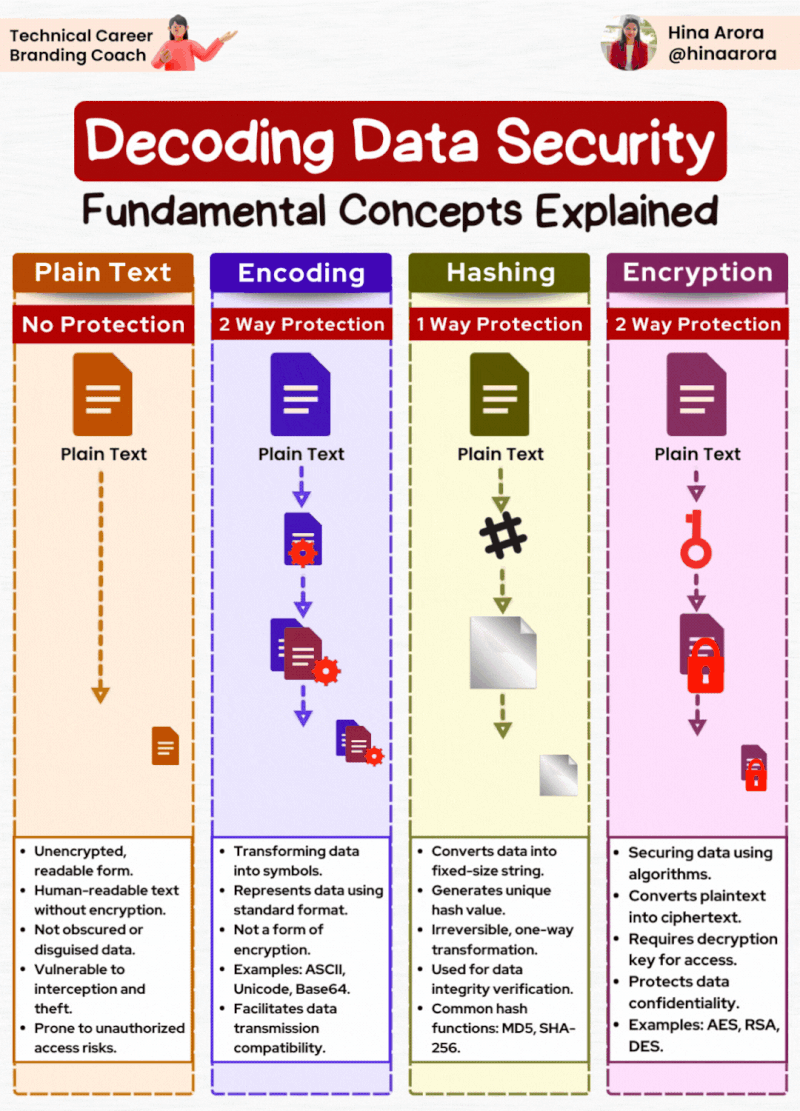 Technical Career
Branding Coach
Hina Arora
@hinaarora
Decoding Data Security
Fundamental Concepts Explained
Plain Text
No Protection
Plain Text
• Unencrypted,
readable form.
• Human-readable text
without encryption.
• Not obscured or
disguised data.
• Vulnerable to
interception and
theft.
• Prone to unauthorized
access risks.
Encoding
2 Way Protection
Plain Text
• Transforming data
into symbols.
• Represents data using
standard format.
• Not a form of
encryption.
• Examples: ASCII,
Unicode, Base64.
• Facilitates data
transmission
compatibility.
Hashing
1 Way Protection
Plain Text
#
• Converts data into
fixed-size string.
• Generates unique
hash value.
• Irreversible, one-way
transformation.
• Used for data
integrity verification.
• Common hash
functions: MD5, SHA-
256.
Encryption
2 Way Protection
Plain Text
• Securing data using
algorithms.
• Converts plaintext
into ciphertext.
• Requires decryption
key for access.
• Protects data
confidentiality.
• Examples: AES, RSA,
DES.